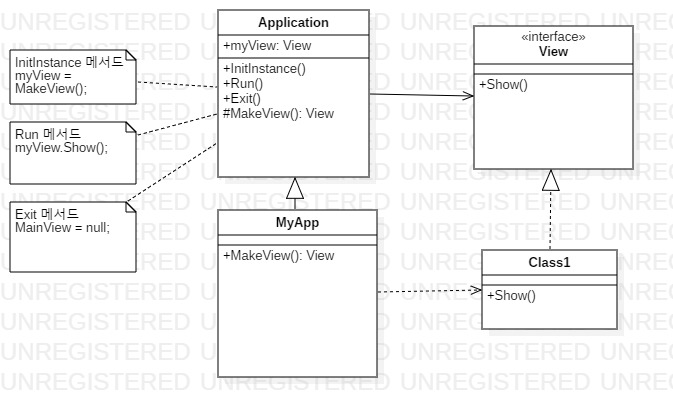 InitInstance 메서드
myView =
MakeView();
Run 메서드
myView.Show();
Exit 메서드
MainView = null;
Application
+myView: View
+InitInstance()
+Run()
+Exit()
#MakeView(): View
«interface»
View
+Show()
MyApp
+MakeView(): View
Class1
+Show()
UNREGISTERED